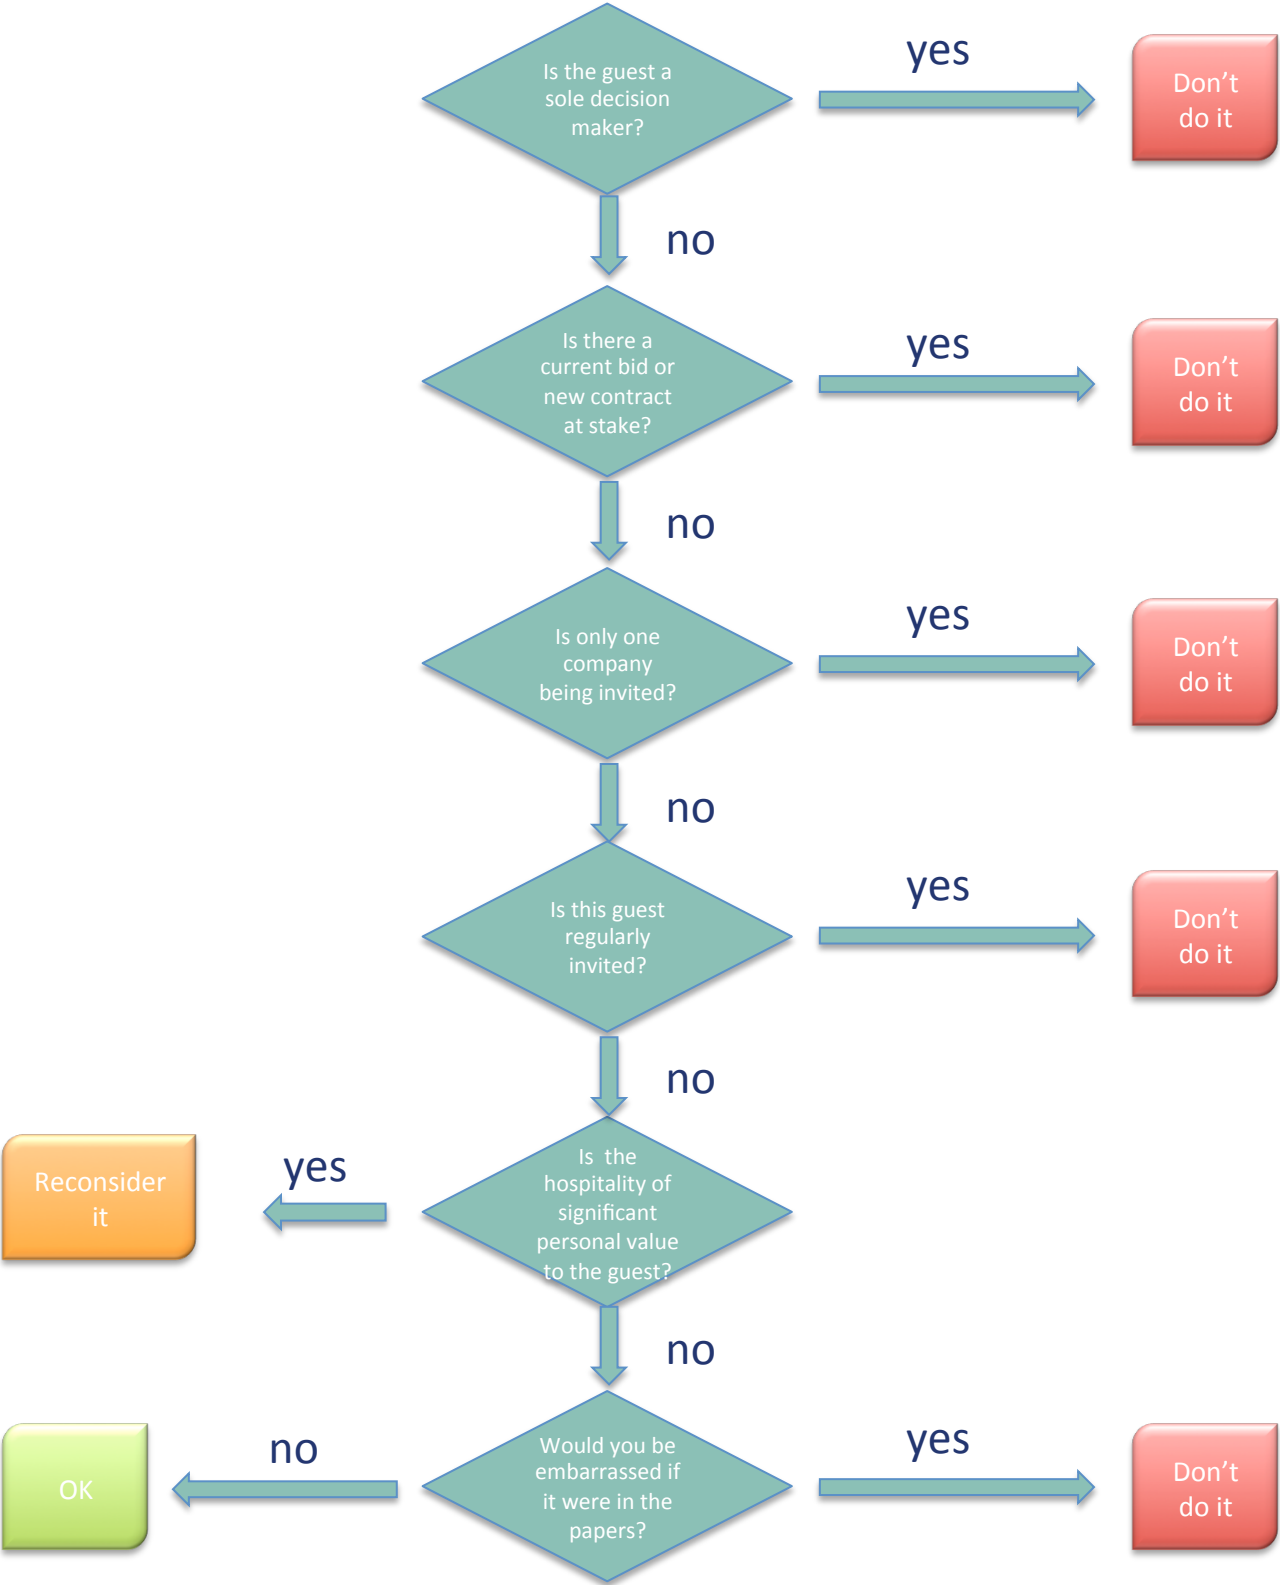 Is the guest a
sole decision
maker?
yes
Don't
do it
no
Is there a
current bid or
new contract
at stake?
yes
Don't
do it
no
Is only one
company
being invited?
yes
Don't
do it
no
Is this guest
regularly
invited?
yes
Don't
do it
no
Reconsider
it
yes
Is the
hospitality of
significant
personal value
to the guest?
no
OK
no
Would you be
embarrassed if
it were in the
papers?
yes
Don't
do it